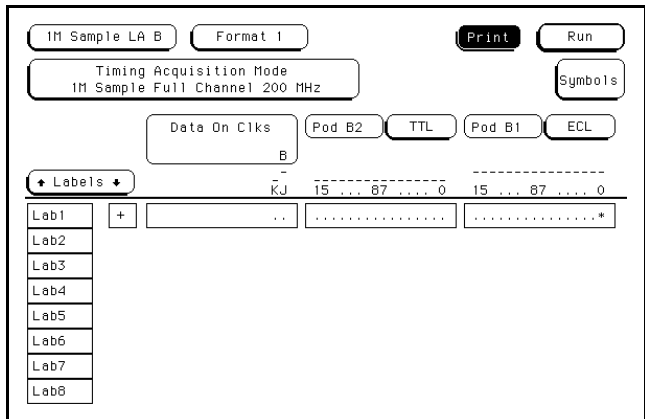 1M Sample LA B Format 1 Print Run
Timing Acquisition Mode
1M Sample Full Channel 200 MHz
Symbols
Data On Clks Pod B2 TTL Pod B1 ECL
B
↑ Labels ↓
KJ 15 ... 87 .... 0 15 ... 87 .... 0
Lab1 + .. ................ ...............*
Lab2
Lab3
Lab4
Lab5
Lab6
Lab7
Lab8